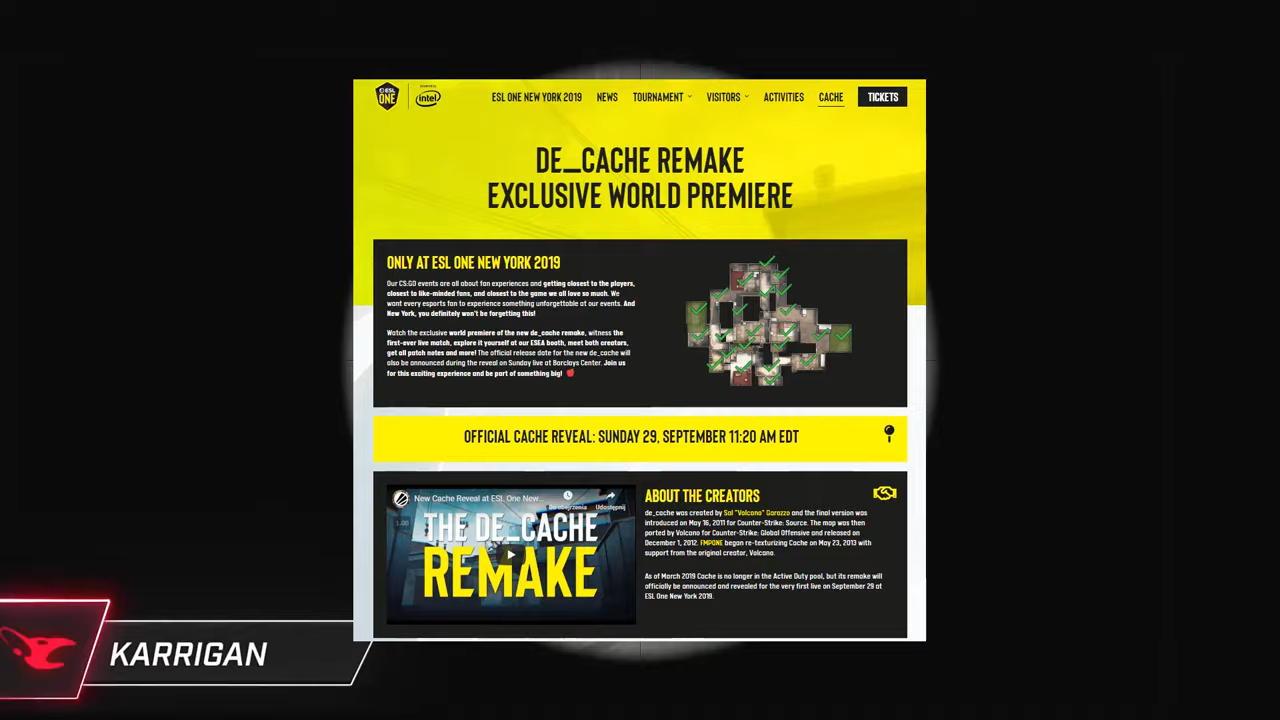 ESL
ONE
intel
ESL ONE NEW YORK 2019 NEWS TOURNAMENT VISITORS ACTIVITIES CACHE TICKETS
DE_CACHE REMAKE
EXCLUSIVE WORLD PREMIERE
ONLY AT ESL ONE NEW YORK 2019
Our CS:GO events are all about fan experiences and getting closest to the players,
closest to like-minded fans, and closest to the game we all love so much. We
want every esports fan to experience something unforgettable at our events. And
New York, you definitely won't be forgetting this!
Watch the exclusive world premiere of the new de_cache remake, witness the
first-ever live match, explore it yourself at our ESEA booth, meet both creators,
get all patch notes and more! The official release date for the new de_cache will
also be announced during the reveal on Sunday live at Barclays Center. Join us
for this exciting experience and be part of something big!
OFFICIAL CACHE REVEAL: SUNDAY 29, SEPTEMBER 11:20 AM EDT
New Cache Reveal at ESL One New...
Do obejrzenia Udostępnij
1.00
THE DE_CACHE
REMAKE
ABOUT THE CREATORS
de_cache was created by Sal "Volcano" Garozzo and the final version was
introduced on May 16, 2011 for Counter-Strike: Source. The map was then
ported by Volcano for Counter-Strike: Global Offensive and released on
December 1, 2012. FMPONE began re-texturizing Cache on May 23, 2013 with
support from the original creator, Volcano.
As of March 2019 Cache is no longer in the Active Duty pool, but its remake will
officially be announced and revealed for the very first live on September 29 at
ESL One New York 2019.
KARRIGAN